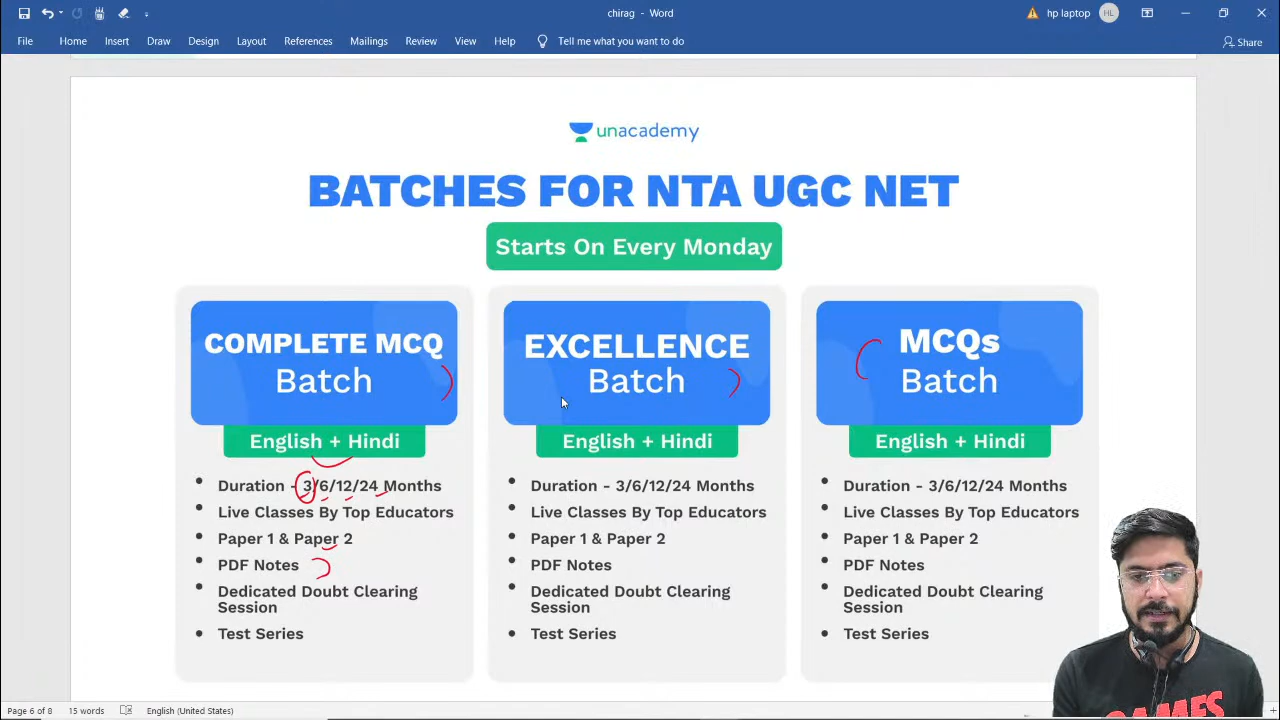 chirag - Word
hp laptop
HL
File
Home
Insert
Draw
Design
Layout
References
Mailings
Review
View
Help
Tell me what you want to do
Share
unacademy
BATCHES FOR NTA UGC NET
Starts On Every Monday
COMPLETE MCQ
Batch
English + Hindi
• Duration - 3/6/12/24 Months
• Live Classes By Top Educators
• Paper 1 & Paper 2
• PDF Notes
• Dedicated Doubt Clearing
Session
• Test Series
EXCELLENCE
Batch
English + Hindi
• Duration - 3/6/12/24 Months
• Live Classes By Top Educators
• Paper 1 & Paper 2
• PDF Notes
• Dedicated Doubt Clearing
Session
• Test Series
MCQs
Batch
English + Hindi
• Duration - 3/6/12/24 Months
• Live Classes By Top Educators
• Paper 1 & Paper 2
• PDF Notes
• Dedicated Doubt Clearing
Session
• Test Series
GAMES
Page 6 of 8
15 words
English (United States)